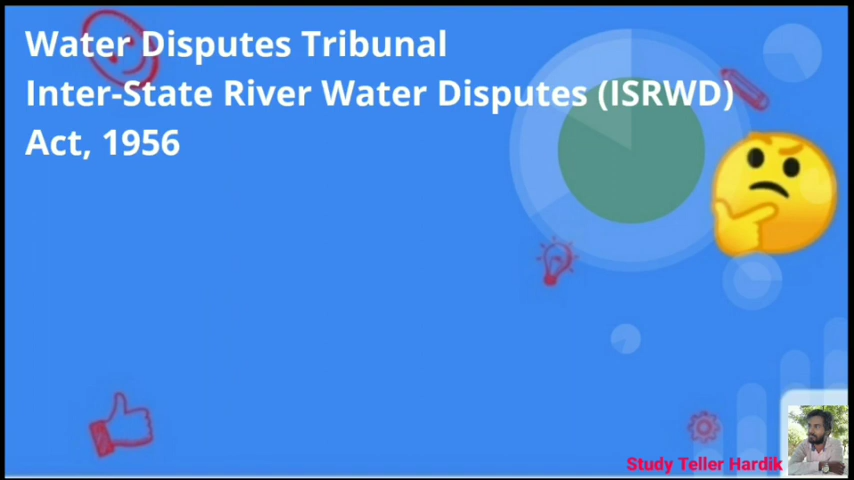 Water Disputes Tribunal
Inter-State River Water Disputes (ISRWD)
Act, 1956
Study Teller Hardik